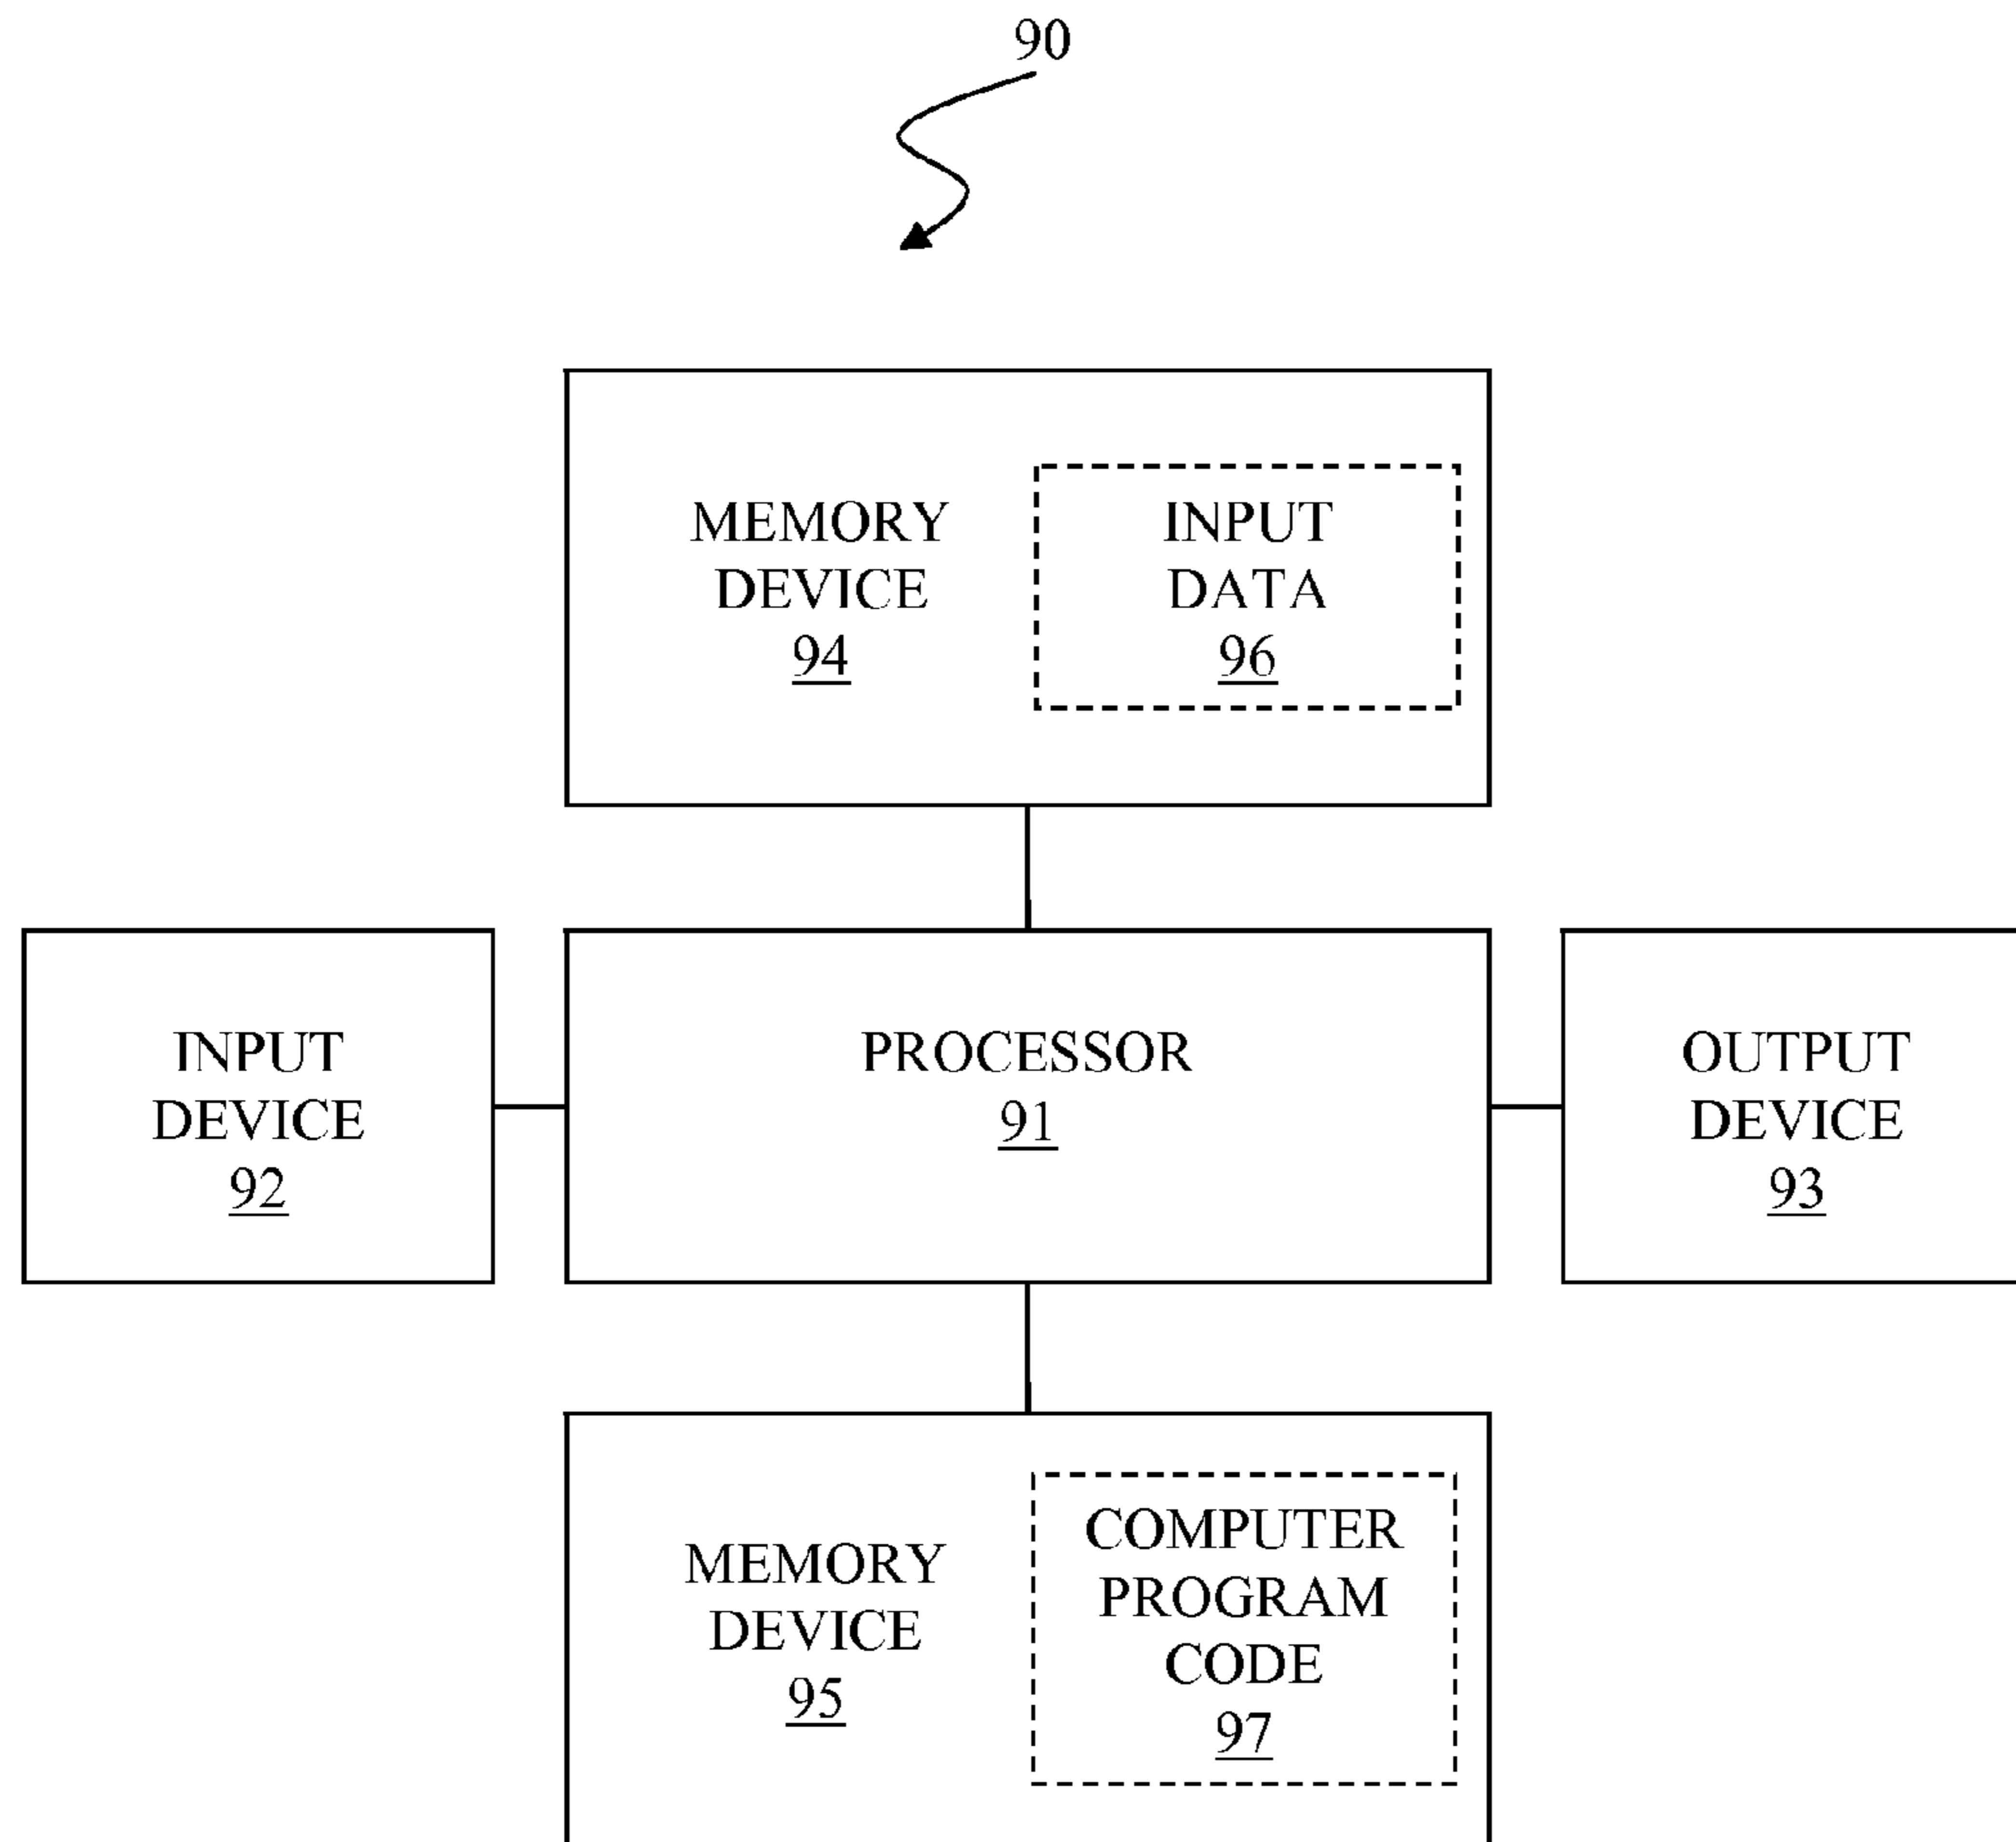 90
MEMORY
DEVICE
94
INPUT
DATA
96
INPUT
DEVICE
92
PROCESSOR
91
OUTPUT
DEVICE
93
MEMORY
DEVICE
95
COMPUTER
PROGRAM
CODE
97